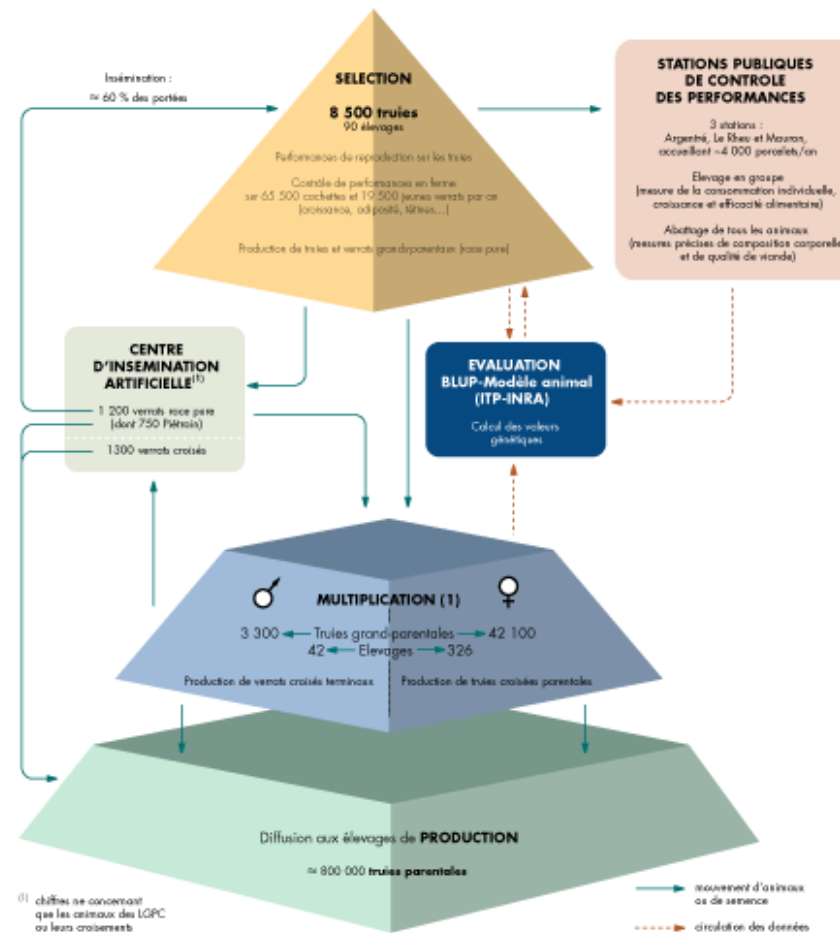 Insémination :
≈ 60 % des portées
SELECTION
8 500 truies
90 élevages
Performances de reproduction sur les truies
Contrôle de performances en ferme
sur 65 500 cochettes et 19 500 jeunes verrats par an
(croissance, adiposité, tétines...)
Production de truies et verrats grand-parentaux (race pure)
STATIONS PUBLIQUES
DE CONTROLE
DES PERFORMANCES
3 stations :
Argentré, Le Rheu et Mauron,
accueillant ~4 000 porcelets/an
Elevage en groupe
(mesure de la consommation individuelle,
croissance et efficacité alimentaire)
Abattage de tous les animaux
(mesures précises de composition corporelle
et de qualité de viande)
CENTRE
D'INSEMINATION
ARTIFICIELLE(1)
1 200 verrats race pure
(dont 750 Piétrain)
1300 verrats croisés
EVALUATION
BLUP-Modèle animal
(ITP-INRA)
Calcul des valeurs
génétiques
MULTIPLICATION (1)
3 300 Truies grand-parentales 42 100
42 Elevages 326
Production de verrats croisés terminaux
Production de truies croisées parentales
Diffusion aux élevages de PRODUCTION
≈ 800 000 truies parentales
(1) chiffres ne concernant
que les animaux des LGPC
ou leurs croisements
mouvement d'animaux
ou de semence
circulation des données